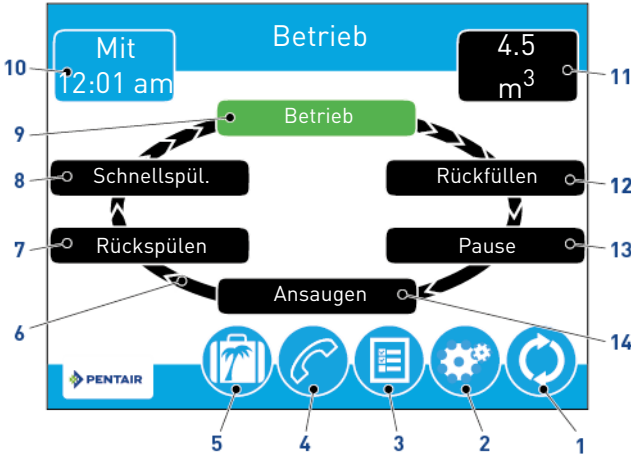 Betrieb
Mit
12:01 am
4.5
m³
10
11
Betrieb
9
Schnellspül.
Rückfüllen
8
12
Rückspülen
Pause
7
13
Ansaugen
6
14
PENTAIR
5
4
3
2
1